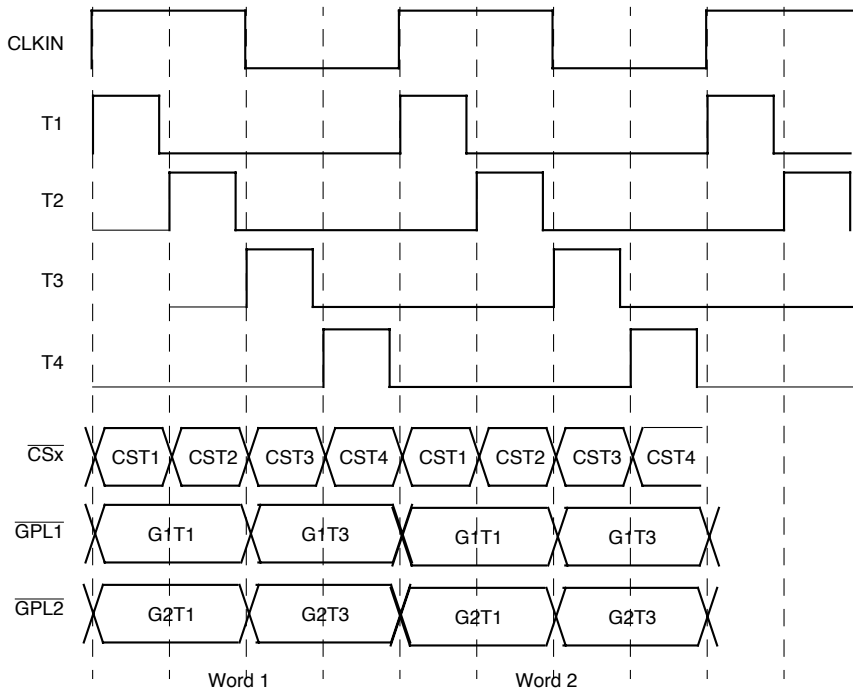 CLKIN
T1
T2
T3
T4
CSx CST1 CST2 CST3 CST4 CST1 CST2 CST3 CST4
GPL1 G1T1 G1T3 G1T1 G1T3
GPL2 G2T1 G2T3 G2T1 G2T3
Word 1 Word 2